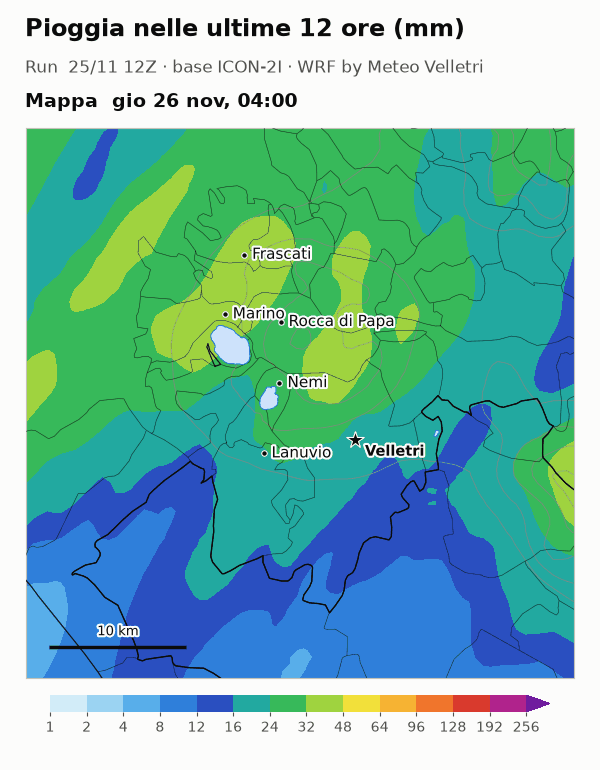 Pioggia nelle ultime 12 ore (mm)
Run  25/11 12Z · base ICON-2I · WRF by Meteo Velletri
Mappa  gio 26 nov, 04:00
Frascati
Marino
Rocca di Papa
Nemi
Velletri
Lanuvio
10 km
1 2 4 8 12 16 24 32 48 64 96 128 192 256